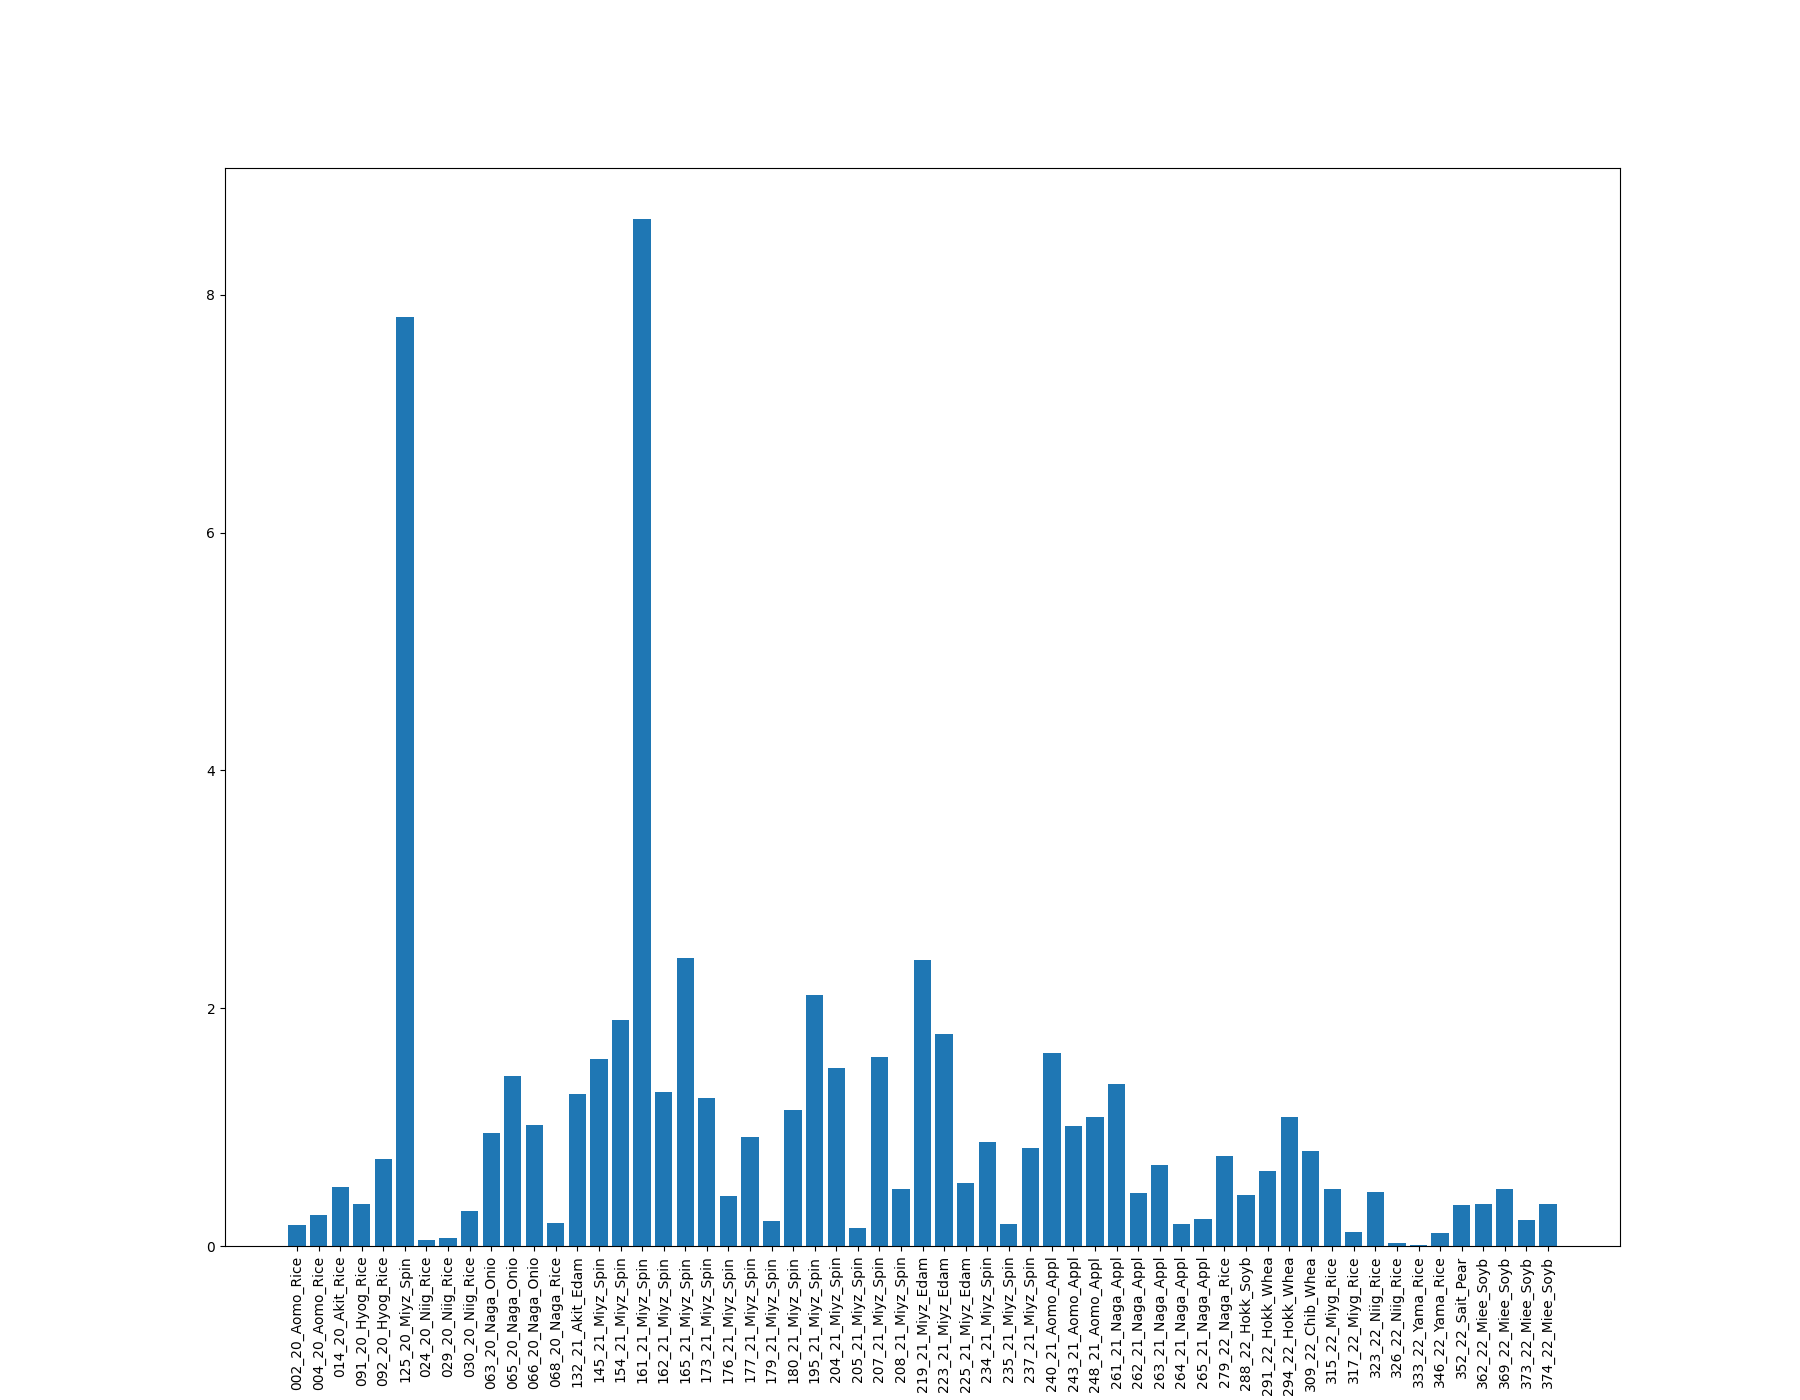 8
6
4
2
0
002_20_Aomo_Rice
004_20_Aomo_Rice
014_20_Akit_Rice
091_20_Hyog_Rice
092_20_Hyog_Rice
125_20_Miyz_Spin
024_20_Niig_Rice
029_20_Niig_Rice
030_20_Niig_Rice
063_20_Naga_Onio
065_20_Naga_Onio
066_20_Naga_Onio
068_20_Naga_Rice
132_21_Akit_Edam
145_21_Miyz_Spin
154_21_Miyz_Spin
161_21_Miyz_Spin
162_21_Miyz_Spin
165_21_Miyz_Spin
173_21_Miyz_Spin
176_21_Miyz_Spin
177_21_Miyz_Spin
179_21_Miyz_Spin
180_21_Miyz_Spin
195_21_Miyz_Spin
204_21_Miyz_Spin
205_21_Miyz_Spin
207_21_Miyz_Spin
208_21_Miyz_Spin
219_21_Miyz_Edam
223_21_Miyz_Edam
225_21_Miyz_Edam
234_21_Miyz_Spin
235_21_Miyz_Spin
237_21_Miyz_Spin
240_21_Aomo_Appl
243_21_Aomo_Appl
248_21_Aomo_Appl
261_21_Naga_Appl
262_21_Naga_Appl
263_21_Naga_Appl
264_21_Naga_Appl
265_21_Naga_Appl
279_22_Naga_Rice
288_22_Hokk_Soyb
291_22_Hokk_Whea
294_22_Hokk_Whea
309_22_Chib_Whea
315_22_Miyg_Rice
317_22_Miyg_Rice
323_22_Niig_Rice
326_22_Niig_Rice
333_22_Yama_Rice
346_22_Yama_Rice
352_22_Sait_Pear
362_22_Miee_Soyb
369_22_Miee_Soyb
373_22_Miee_Soyb
374_22_Miee_Soyb